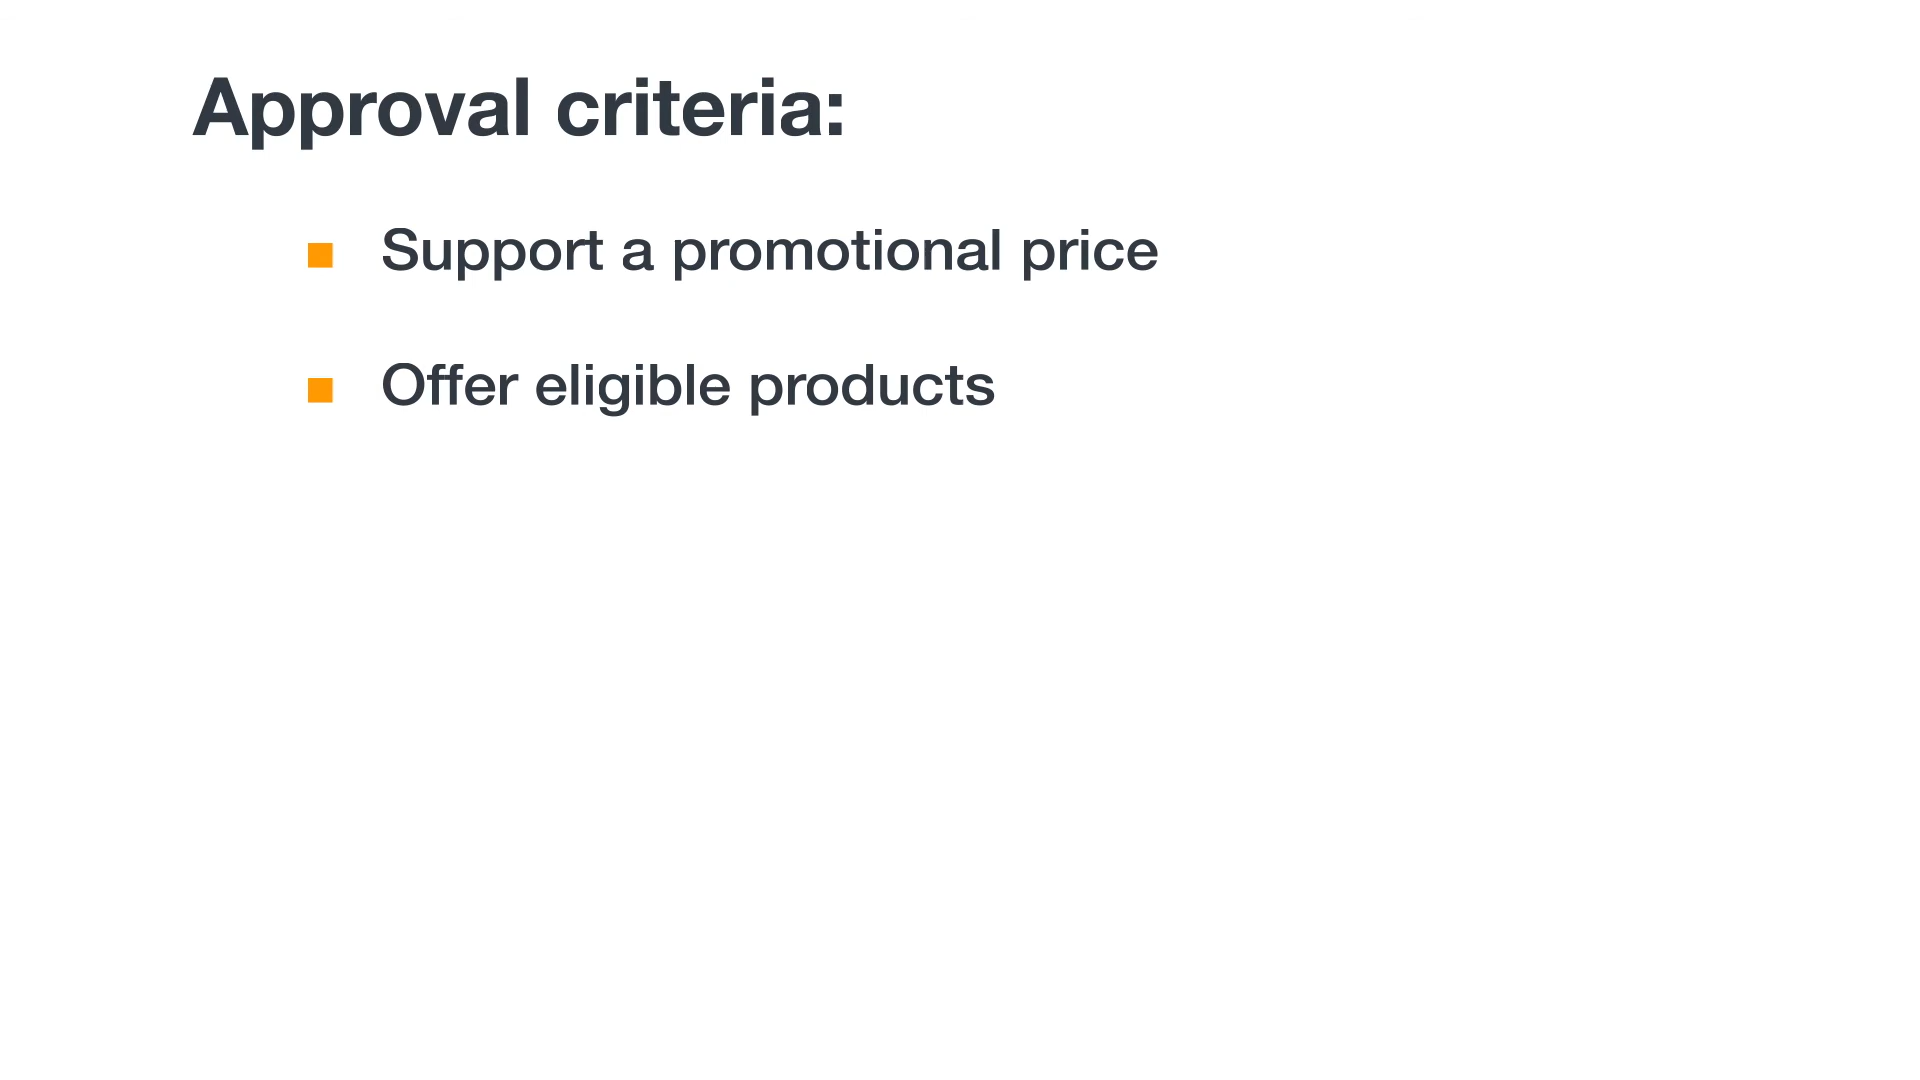 Approval criteria:
Support a promotional price
Offer eligible products